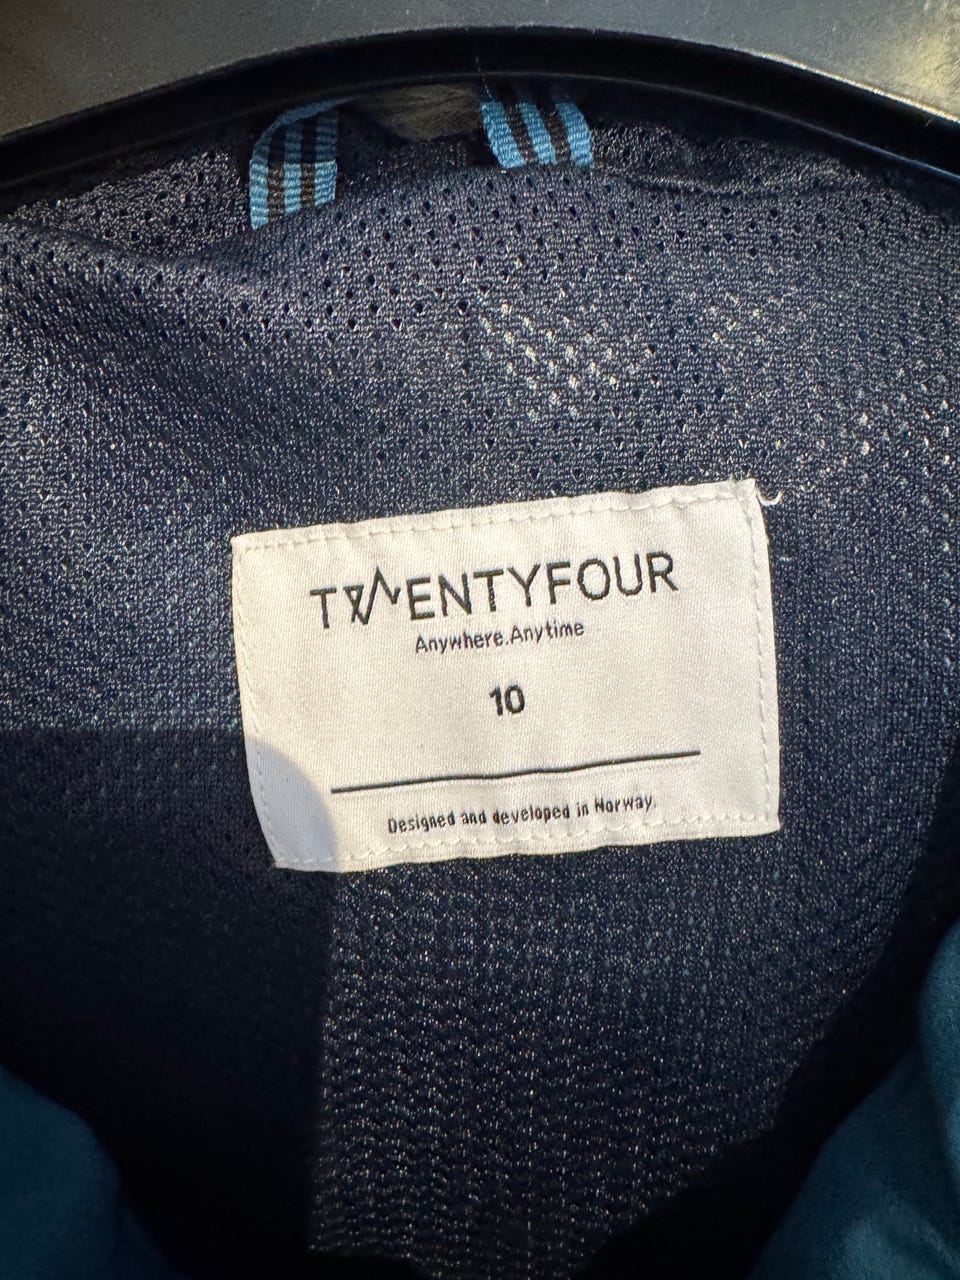 TWENTYFOUR
Anywhere.Anytime
10
Designed and developed in Norway.